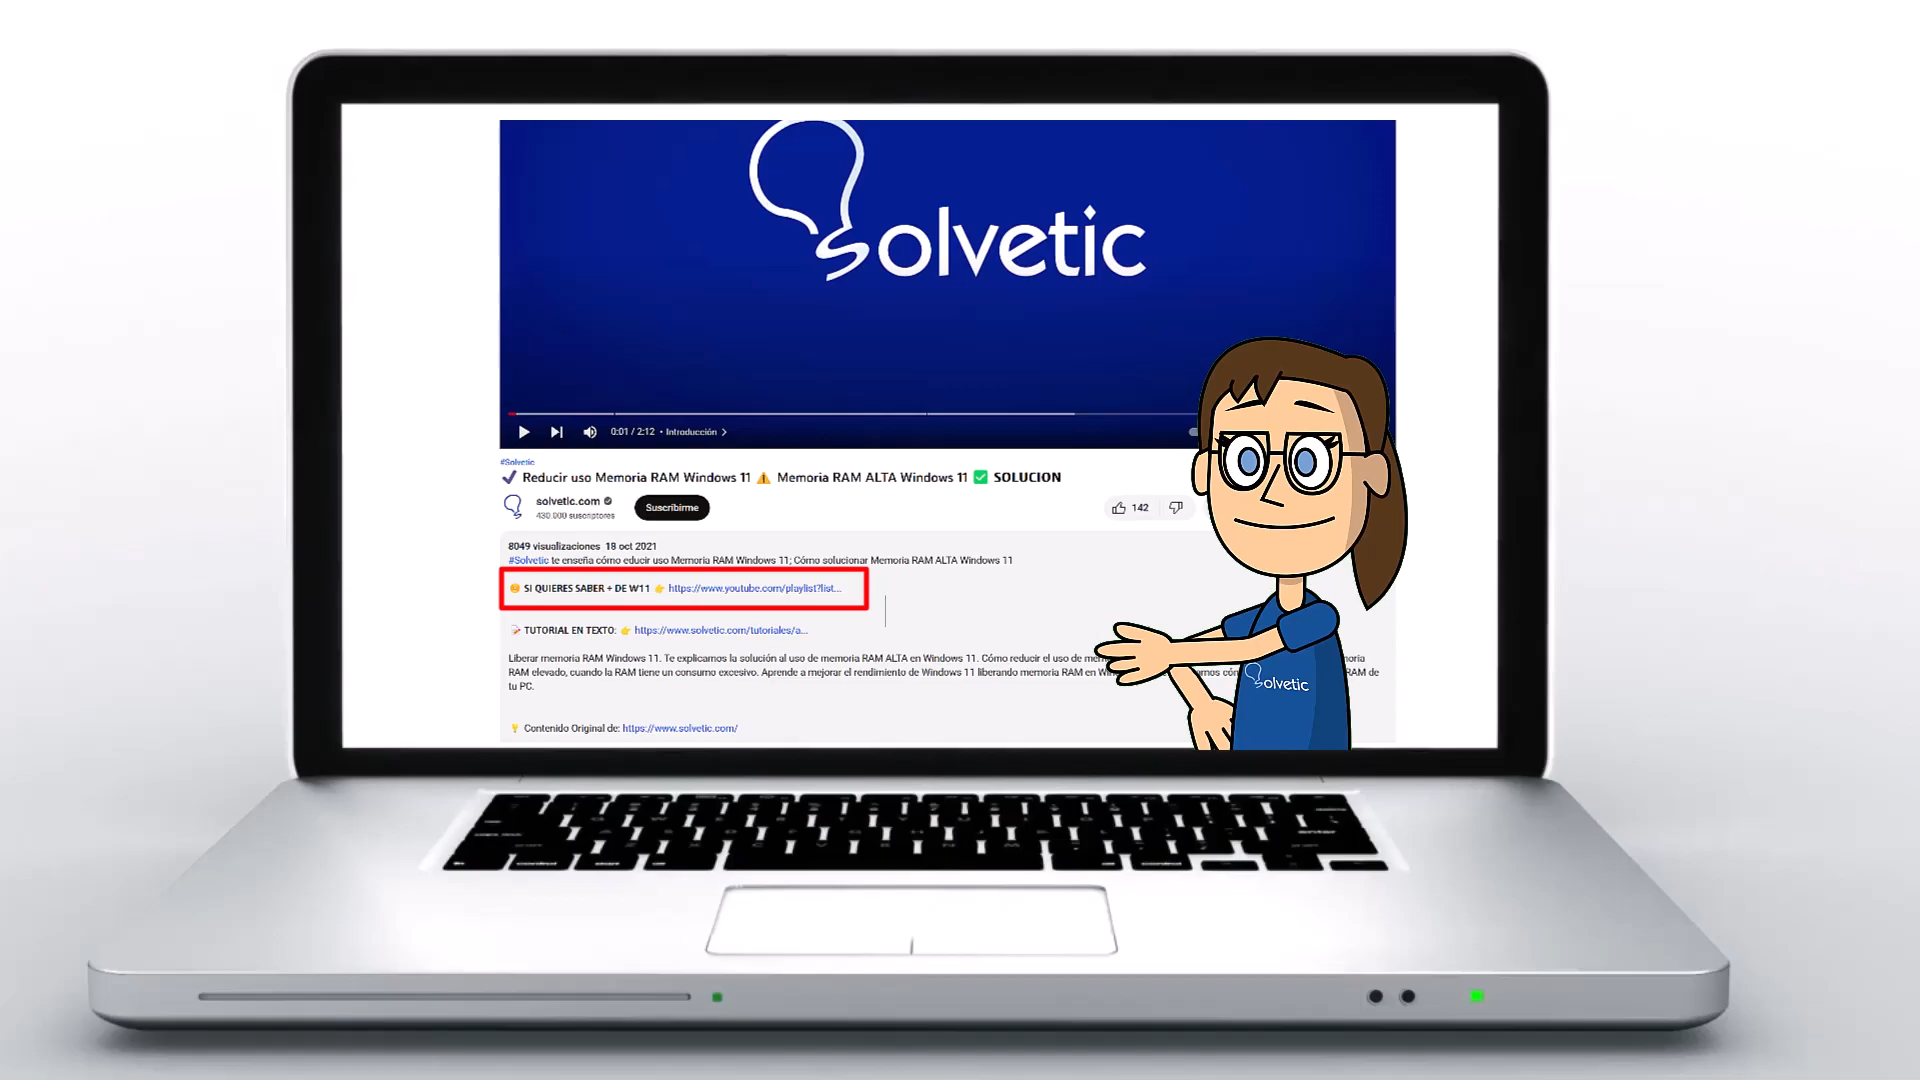 Solvetic
0:01 / 2:12 • Introducción >
#Solvetic
✔ Reducir uso Memoria RAM Windows 11 ⚠ Memoria RAM ALTA Windows 11 ✅ SOLUCION
solvetic.com
430.000 suscriptores
Suscribirme
142
8049 visualizaciones 18 oct 2021
#Solvetic te enseña cómo educir uso Memoria RAM Windows 11; Cómo solucionar Memoria RAM ALTA Windows 11
SI QUIERES SABER + DE W11 👉 https://www.youtube.com/playlist?list...
TUTORIAL EN TEXTO: 👉 https://www.solvetic.com/tutoriales/a...
Liberar memoria RAM Windows 11. Te explicamos la solución al uso de memoria RAM ALTA en Windows 11. Cómo reducir el uso de
RAM elevado, cuando la RAM tiene un consumo excesivo. Aprende a mejorar el rendimiento de Windows 11 liberando memoria RAM en RAM de
tu PC.
Solvetic
💡 Contenido Original de: https://www.solvetic.com/